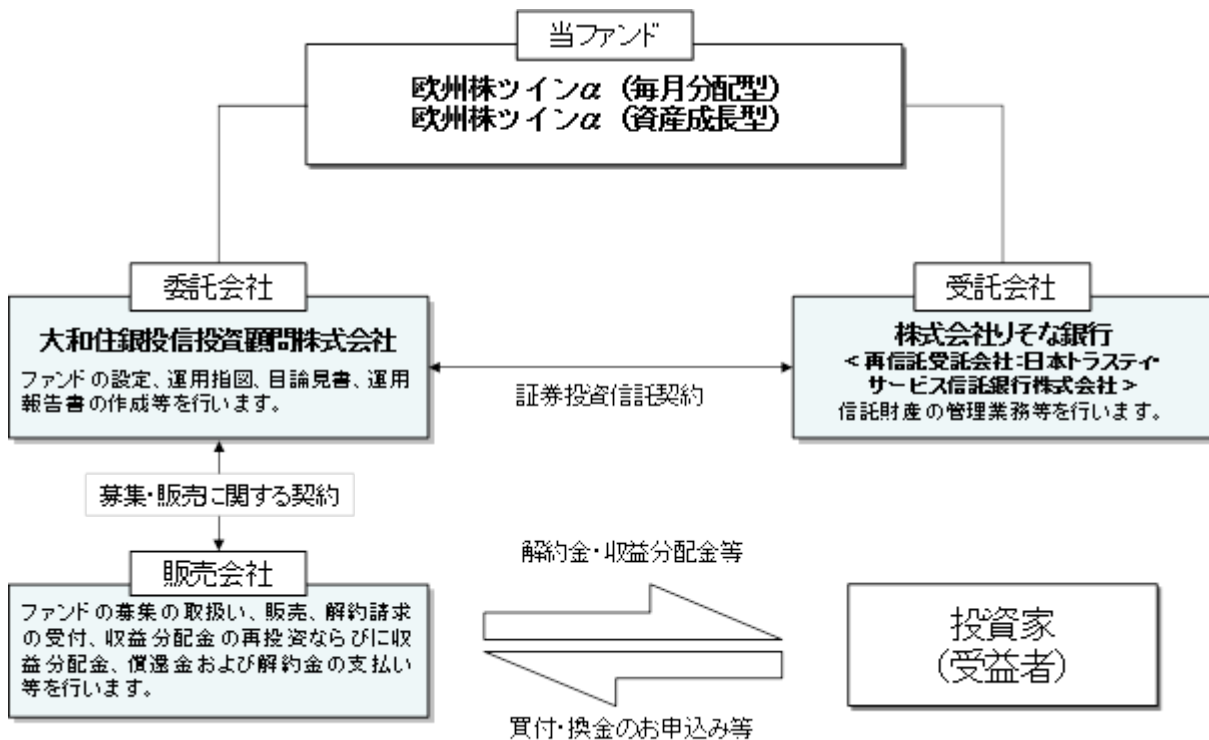 当ファンド
欧州株ツインα（毎月分配型）
欧州株ツインα（資産成長型）
委託会社
大和住銀投信投資顧問株式会社
ファンドの設定、運用指図、目論見書、運用
報告書の作成等を行います。
証券投資信託契約
受託会社
株式会社りそな銀行
＜再信託受託会社：日本トラスティ・
サービス信託銀行株式会社＞
信託財産の管理業務等を行います。
募集・販売に関する契約
販売会社
ファンドの募集の取扱い、販売、解約請求
の受付、収益分配金の再投資ならびに収
益分配金、償還金および解約金の支払い
等を行います。
解約金・収益分配金等
買付・換金のお申込み等
投資家
（受益者）